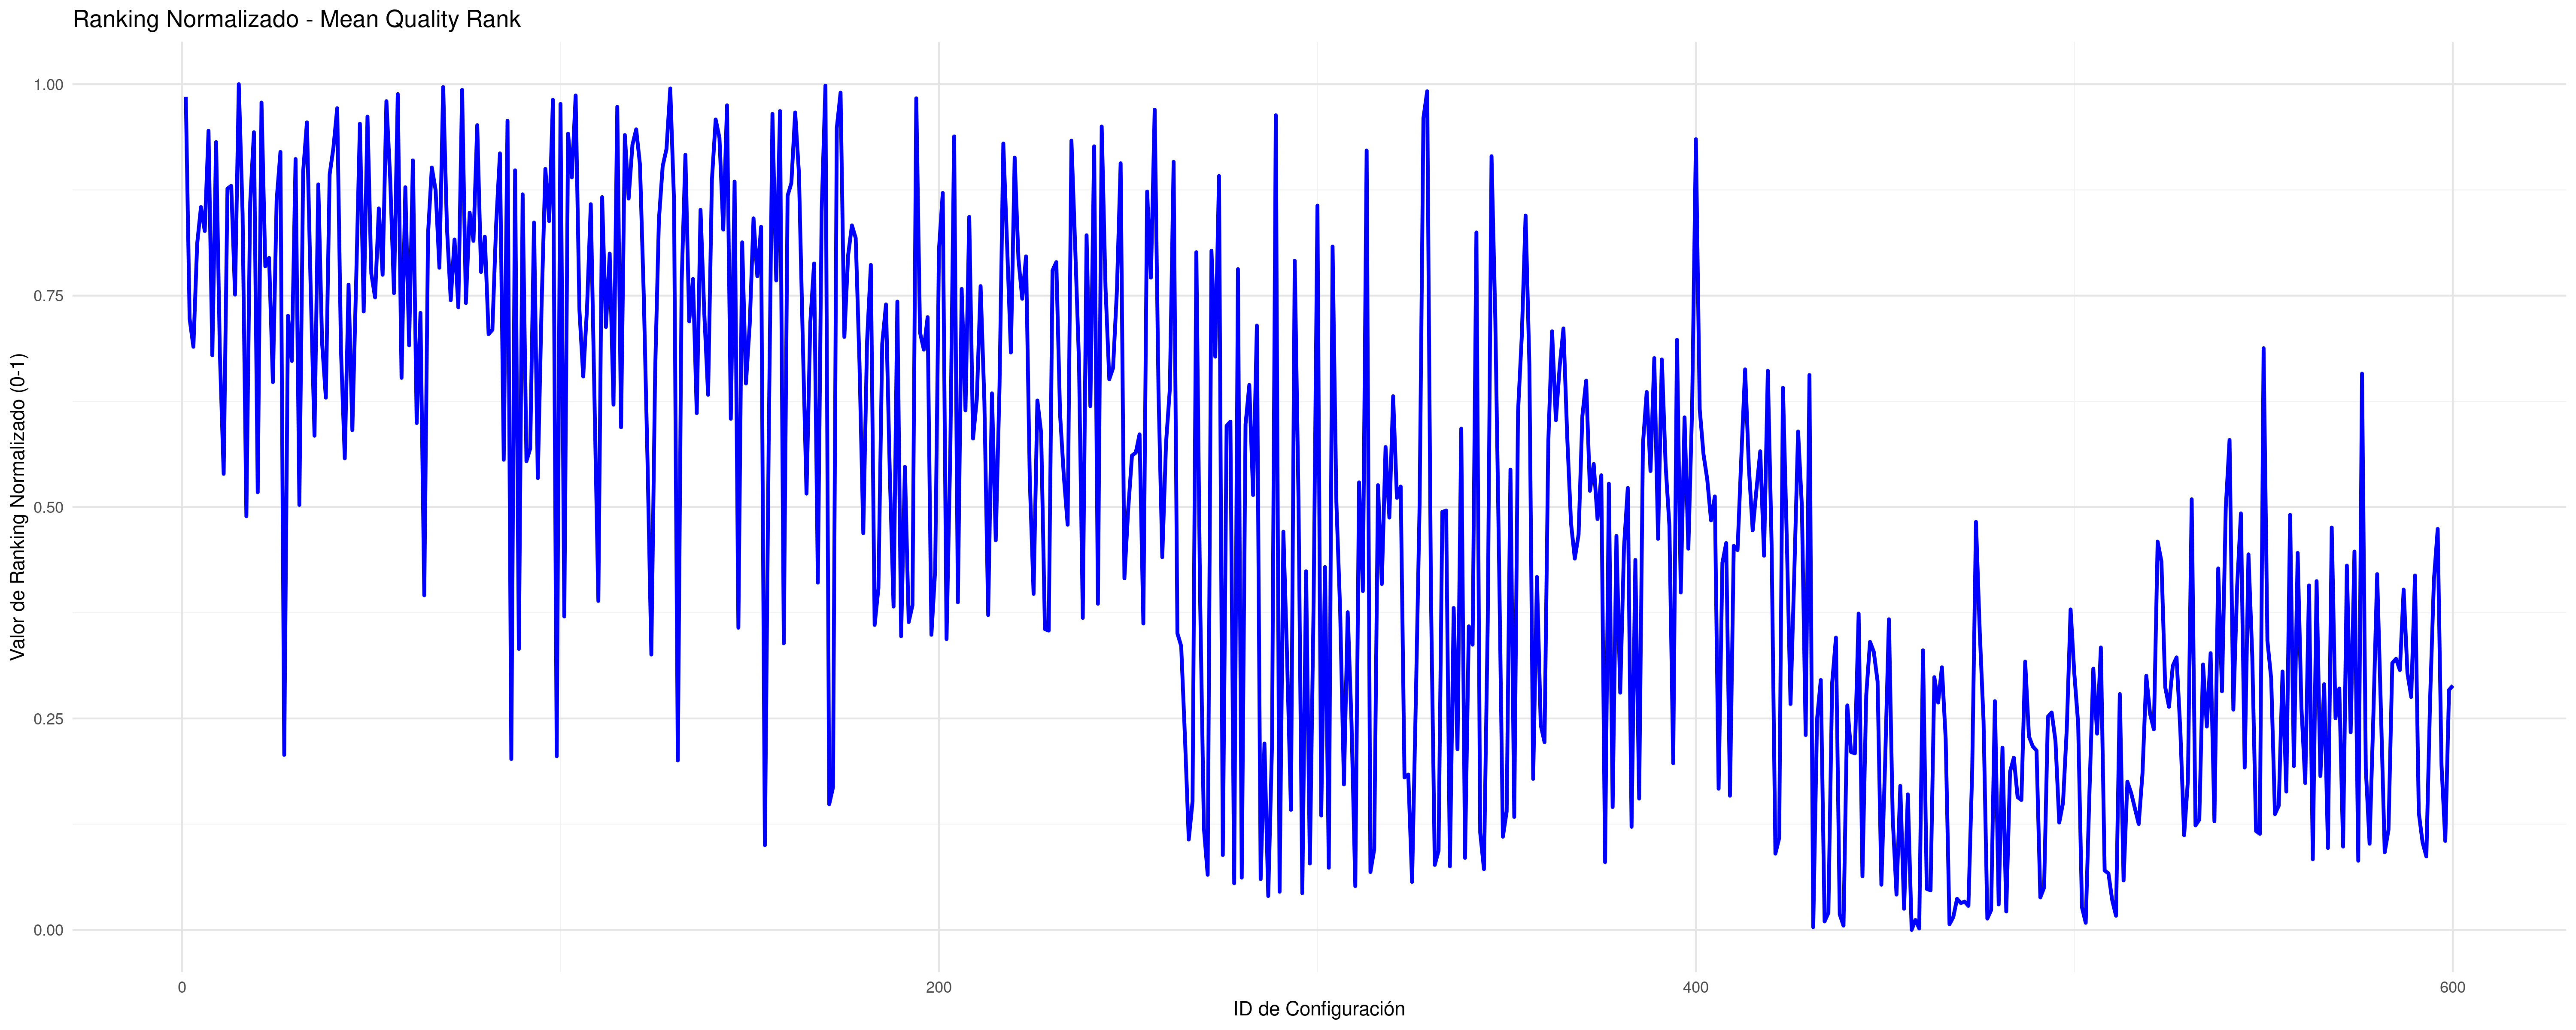 Ranking Normalizado - Mean Quality Rank
Valor de Ranking Normalizado (0-1)
1.00
0.75
0.50
0.25
0.00
0 200 400 600
ID de Configuración